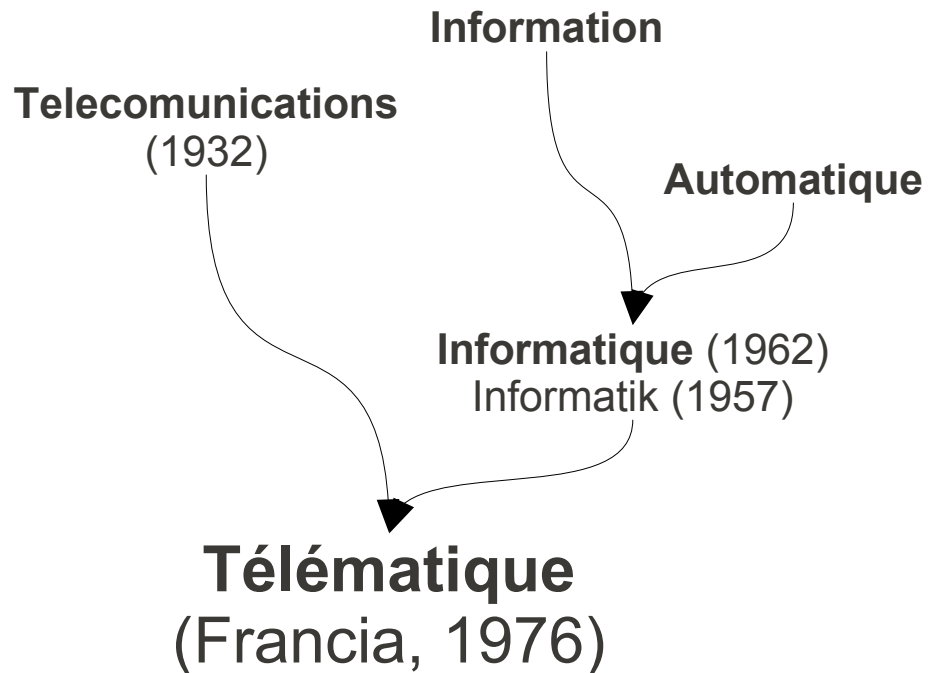 Information
Telecomunications
(1932)
Automatique
Informatique (1962)
Informatik (1957)
Télématique
(Francia, 1976)